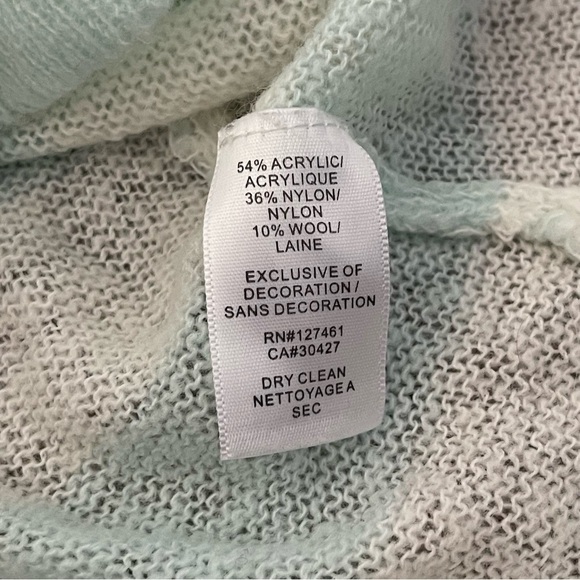 54% ACRYLIC/
ACRYLIQUE
36% NYLON/
NYLON
10% WOOL/
LAINE
EXCLUSIVE OF
DECORATION /
SANS DECORATION
RN#127461
CA#30427
DRY CLEAN
NETTOYAGE A
SEC